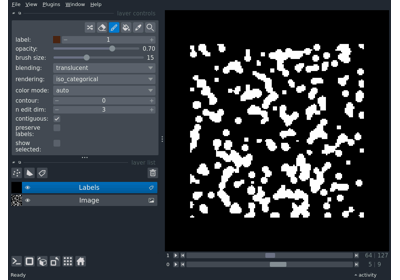 File View Plugins Window Help
layer controls
label: 1
opacity: 0.70
brush size: 15
blending: translucent
rendering: iso_categorical
color mode: auto
contour: 0
n edit dim: 3
contiguous:
preserve
labels:
show
selected:
layer list
Labels
Image
1 64 127
0 5 9
Ready
activity